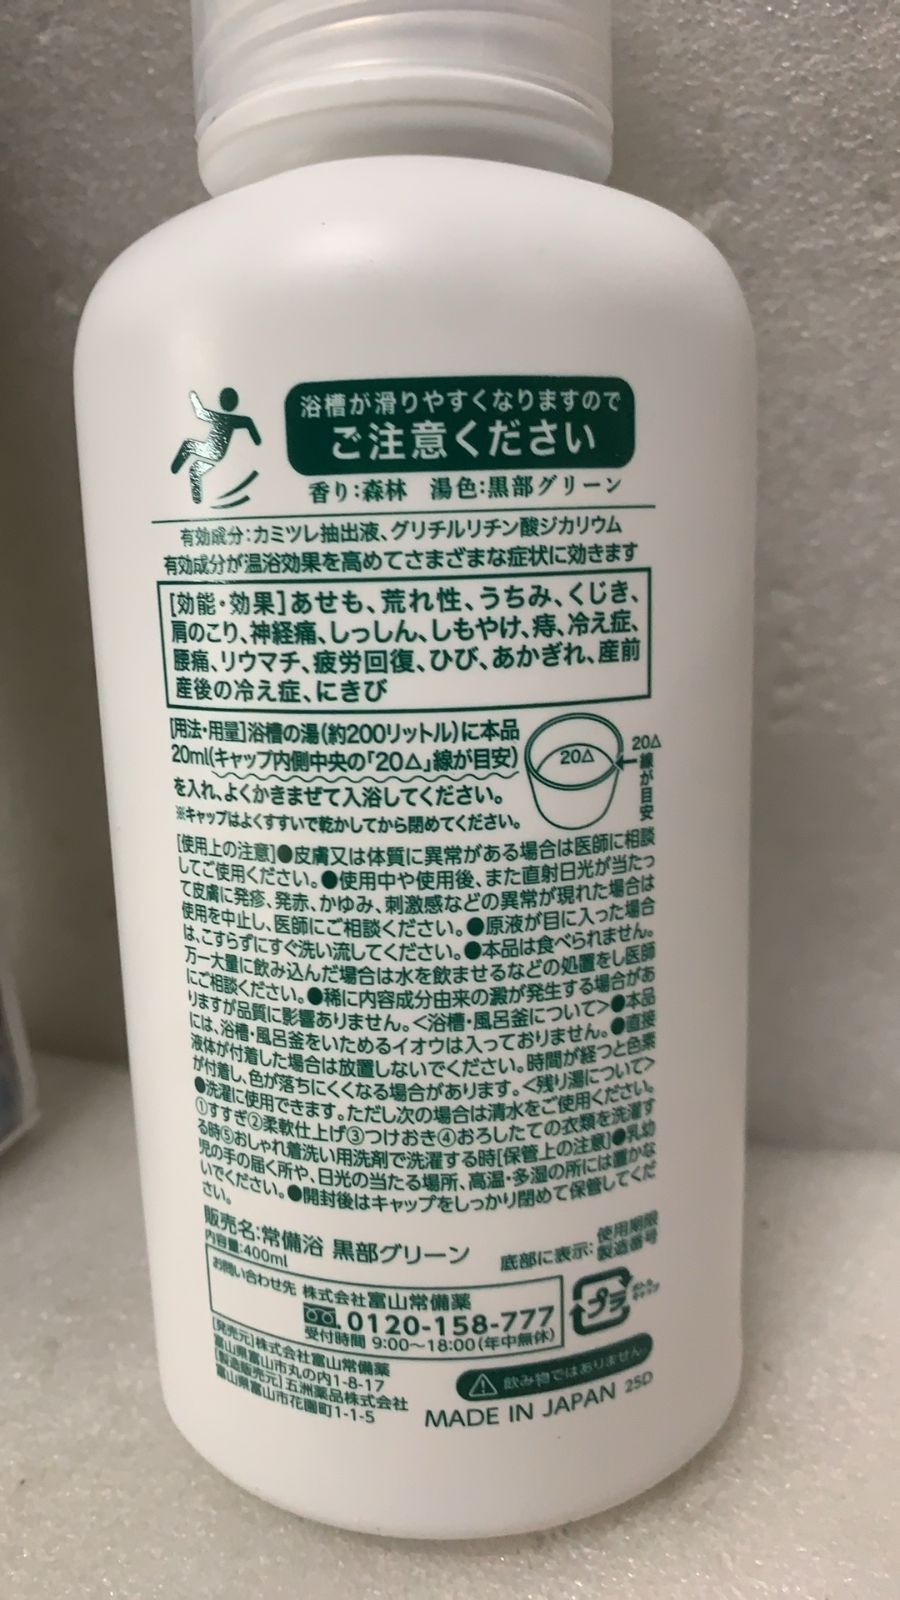 浴槽が滑りやすくなりますので
ご注意ください
香り:森林　湯色:黒部グリーン
有効成分:カミツレ抽出液、グリチルリチン酸ジカリウム
有効成分が温浴効果を高めてさまざまな症状に効きます
[効能・効果]あせも、荒れ性、うちみ、くじき、
肩のこり、神経痛、しっしん、しもやけ、痔、冷え症、
腰痛、リウマチ、疲労回復、ひび、あかぎれ、産前
産後の冷え症、にきび
[用法・用量]浴槽の湯(約200リットル)に本品
20ml(キャップ内側中央の「20△」線が目安)
を入れ、よくかきまぜて入浴してください。
※キャップはよくすすいで乾かしてから閉めてください。
20△
20△線が目安
[使用上の注意]●皮膚又は体質に異常がある場合は医師に相談
してご使用ください。●使用中や使用後、また直射日光が当たっ
て皮膚に発疹、発赤、かゆみ、刺激感などの異常が現れた場合は
使用を中止し、医師にご相談ください。●原液が目に入った場合
は、こすらずにすぐ洗い流してください。●本品は食べられません。
万一大量に飲み込んだ場合は水を飲ませるなどの処置をし医師
にご相談ください。●稀に内容成分由来の澱が発生する場合があ
りますが品質に影響ありません。<浴槽・風呂釜について>●本品
には、浴槽・風呂釜をいためるイオウは入っておりません。●直接
液体が付着した場合は放置しないでください。時間が経つと色素
が付着し、色が落ちにくくなる場合があります。<残り湯について>
●洗濯に使用できます。ただし次の場合は清水をご使用ください。
①すすぎ②柔軟仕上げ③つけおき④おろしたての衣類を洗濯す
る時⑤おしゃれ着洗い用洗剤で洗濯する時[保管上の注意]●乳幼
児の手の届く所や、日光の当たる場所、高温・多湿の所には置かな
いでください。●開封後はキャップをしっかり閉めて保管してくだ
さい。
販売名:常備浴 黒部グリーン
内容量:400ml
底部に表示:使用期限
製造番号
お問い合わせ先 株式会社富山常備薬
0120-158-777
受付時間 9:00〜18:00(年中無休)
プラ
ボトル
キャップ
[発売元]株式会社富山常備薬
富山県富山市丸の内1-8-17
[製造販売元]五洲薬品株式会社
富山県富山市花園町1-1-5
飲み物ではありません。
MADE IN JAPAN 25D